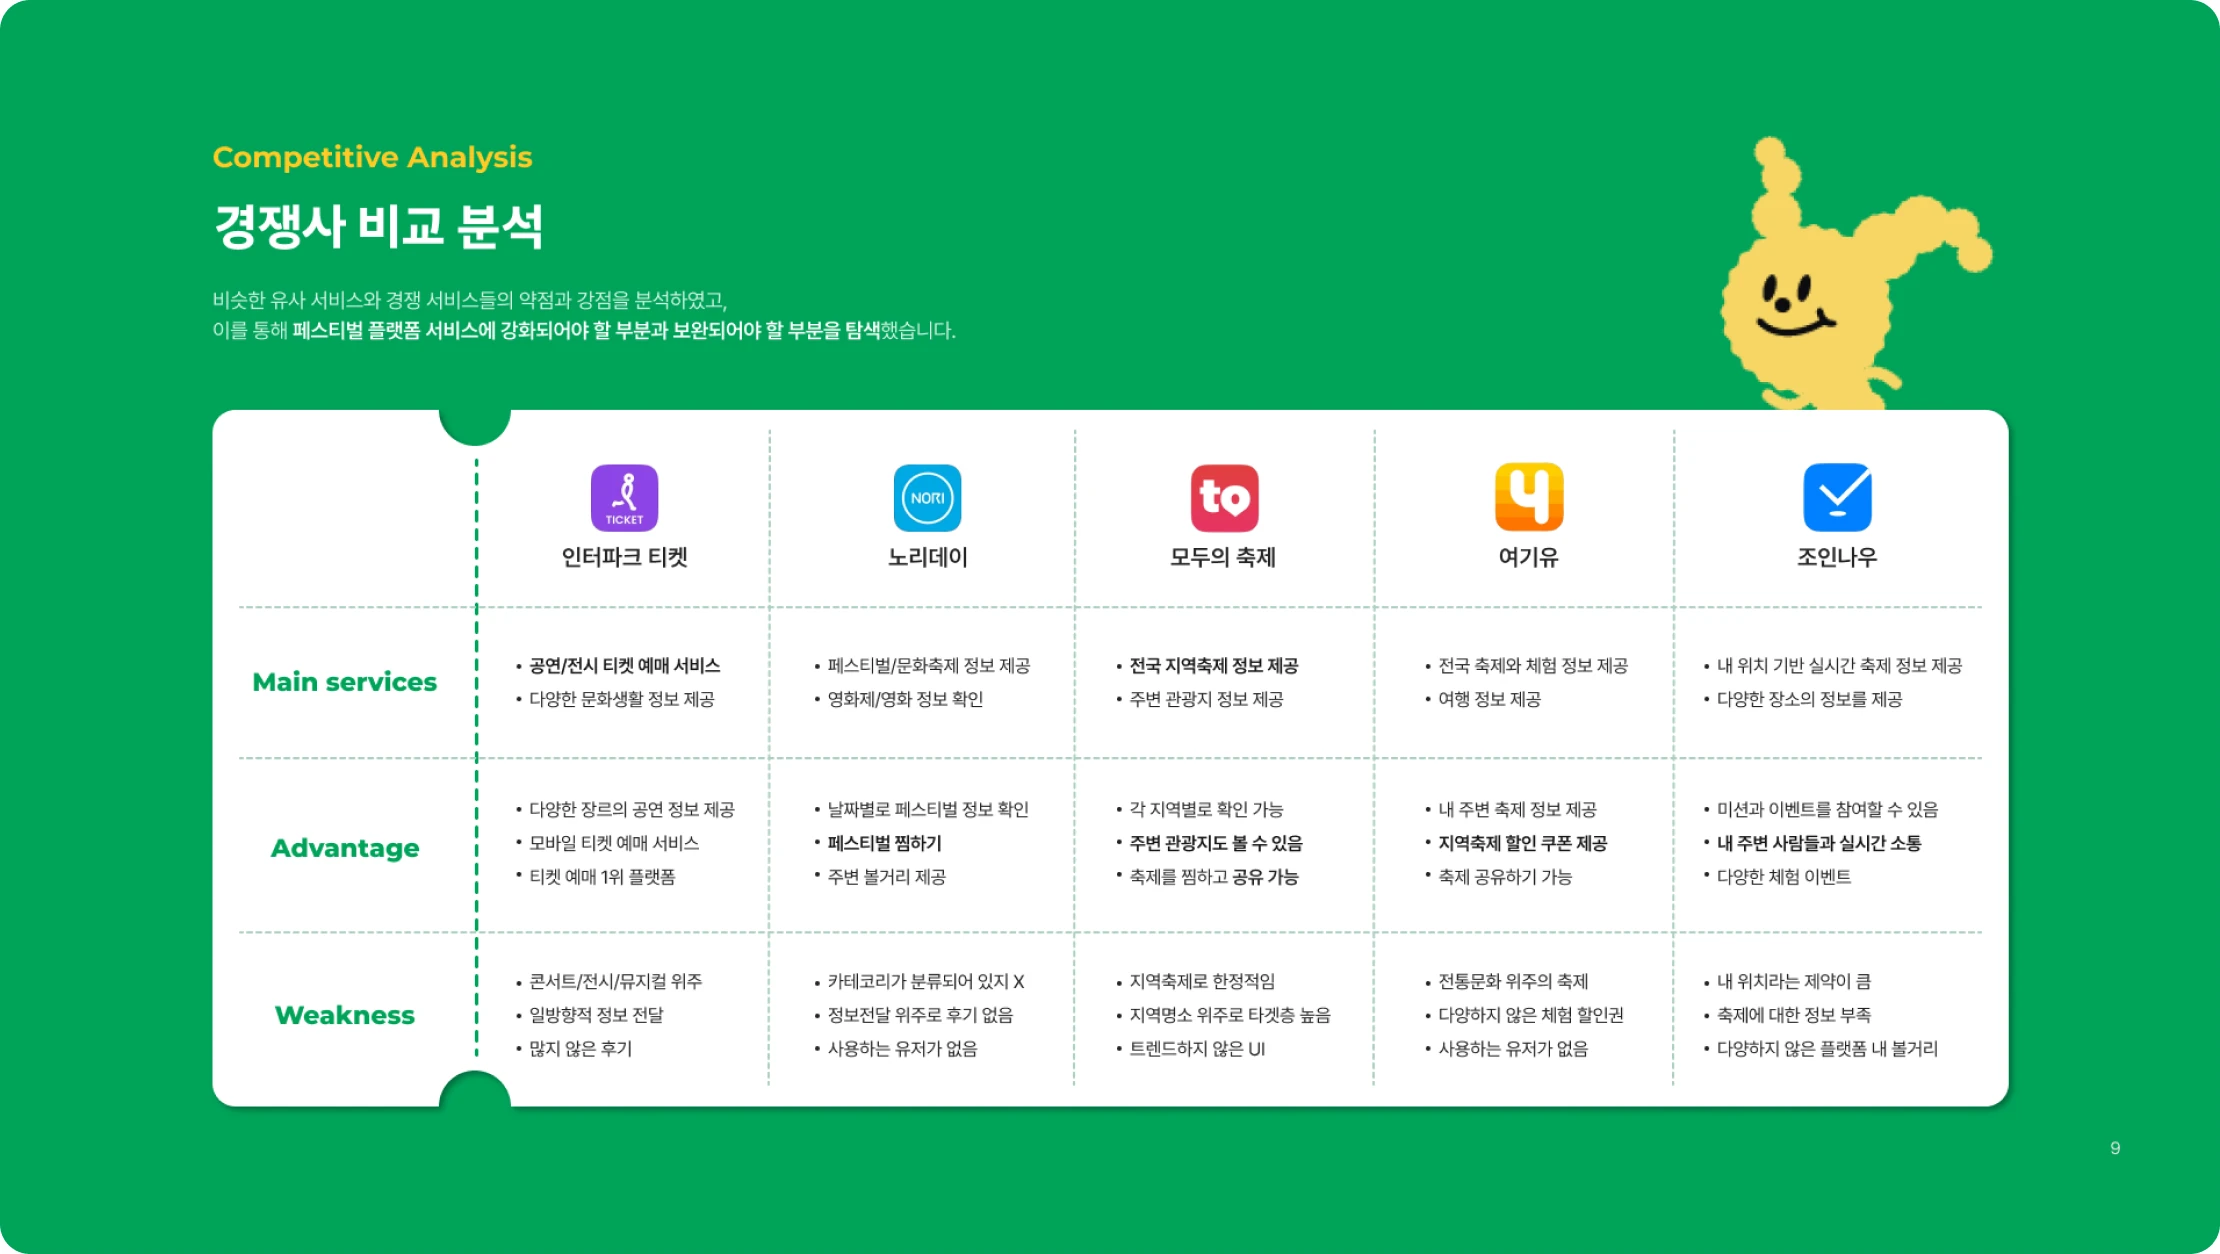 Competitive Analysis
경쟁사 비교 분석
비슷한 유사 서비스와 경쟁 서비스들의 약점과 강점을 분석하였고,
이를 통해 페스티벌 플랫폼 서비스에 강화되어야 할 부분과 보완되어야 할 부분을 탐색했습니다.
TICKET
인터파크 티켓
NORI
노리데이
to
모두의 축제
여기유
조인나우
Main services
• 공연/전시 티켓 예매 서비스
• 다양한 문화생활 정보 제공
• 페스티벌/문화축제 정보 제공
• 영화제/영화 정보 확인
• 전국 지역축제 정보 제공
• 주변 관광지 정보 제공
• 전국 축제와 체험 정보 제공
• 여행 정보 제공
• 내 위치 기반 실시간 축제 정보 제공
• 다양한 장소의 정보를 제공
Advantage
• 다양한 장르의 공연 정보 제공
• 모바일 티켓 예매 서비스
• 티켓 예매 1위 플랫폼
• 날짜별로 페스티벌 정보 확인
• 페스티벌 찜하기
• 주변 볼거리 제공
• 각 지역별로 확인 가능
• 주변 관광지도 볼 수 있음
• 축제를 찜하고 공유 가능
• 내 주변 축제 정보 제공
• 지역축제 할인 쿠폰 제공
• 축제 공유하기 가능
• 미션과 이벤트를 참여할 수 있음
• 내 주변 사람들과 실시간 소통
• 다양한 체험 이벤트
Weakness
• 콘서트/전시/뮤지컬 위주
• 일방향적 정보 전달
• 많지 않은 후기
• 카테코리가 분류되어 있지 X
• 정보전달 위주로 후기 없음
• 사용하는 유저가 없음
• 지역축제로 한정적임
• 지역명소 위주로 타겟층 높음
• 트렌드하지 않은 UI
• 전통문화 위주의 축제
• 다양하지 않은 체험 할인권
• 사용하는 유저가 없음
• 내 위치라는 제약이 큼
• 축제에 대한 정보 부족
• 다양하지 않은 플랫폼 내 볼거리
9